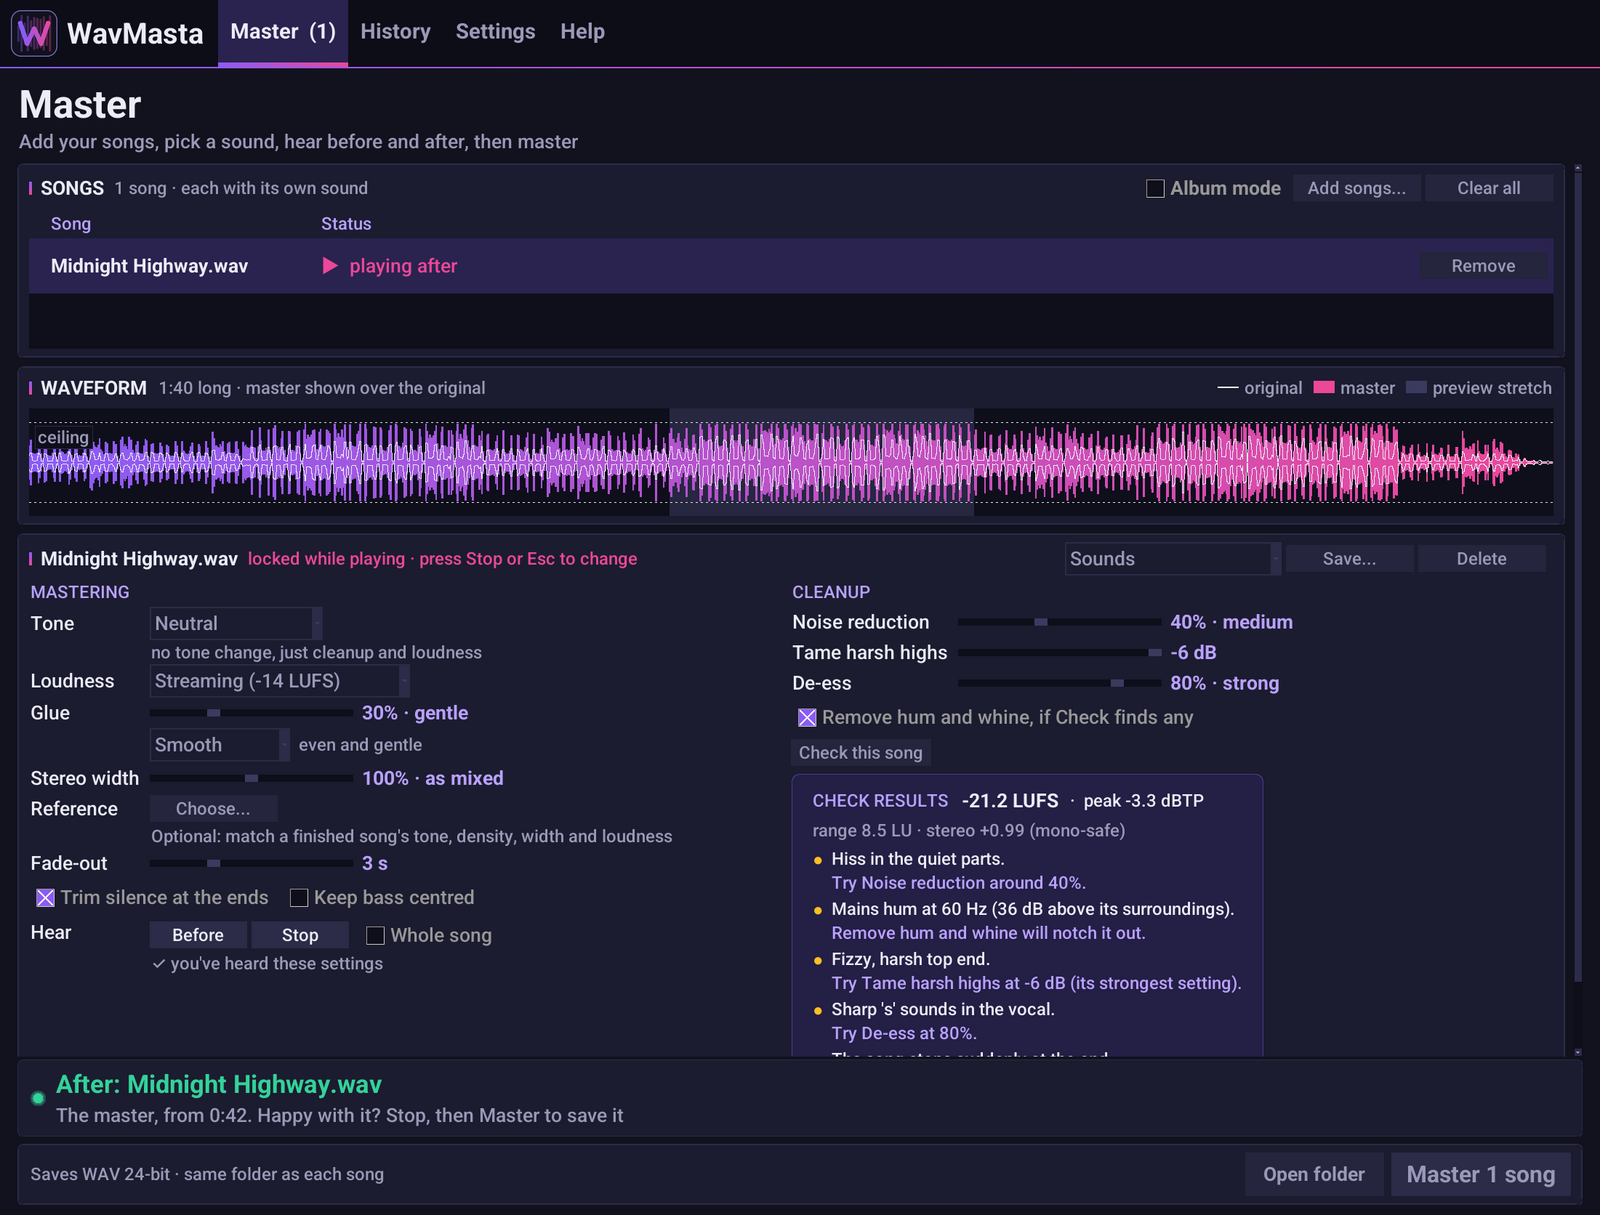 WavMasta
Master (1) History Settings Help
Master
Add your songs, pick a sound, hear before and after, then master
SONGS 1 song · each with its own sound
Album mode Add songs... Clear all
Song Status
Midnight Highway.wav ▶ playing after Remove
WAVEFORM 1:40 long · master shown over the original
original master preview stretch
ceiling
Midnight Highway.wav locked while playing · press Stop or Esc to change
Sounds Save... Delete
MASTERING
Tone Neutral
no tone change, just cleanup and loudness
Loudness Streaming (-14 LUFS)
Glue 30% · gentle
Smooth even and gentle
Stereo width 100% · as mixed
Reference Choose...
Optional: match a finished song's tone, density, width and loudness
Fade-out 3 s
Trim silence at the ends Keep bass centred
Hear Before Stop Whole song
✓ you've heard these settings
CLEANUP
Noise reduction 40% · medium
Tame harsh highs -6 dB
De-ess 80% · strong
Remove hum and whine, if Check finds any
Check this song
CHECK RESULTS -21.2 LUFS · peak -3.3 dBTP
range 8.5 LU · stereo +0.99 (mono-safe)
Hiss in the quiet parts.
Try Noise reduction around 40%.
Mains hum at 60 Hz (36 dB above its surroundings).
Remove hum and whine will notch it out.
Fizzy, harsh top end.
Try Tame harsh highs at -6 dB (its strongest setting).
Sharp 's' sounds in the vocal.
Try De-ess at 80%.
The song stops suddenly at the end.
After: Midnight Highway.wav
The master, from 0:42. Happy with it? Stop, then Master to save it
Saves WAV 24-bit · same folder as each song
Open folder Master 1 song